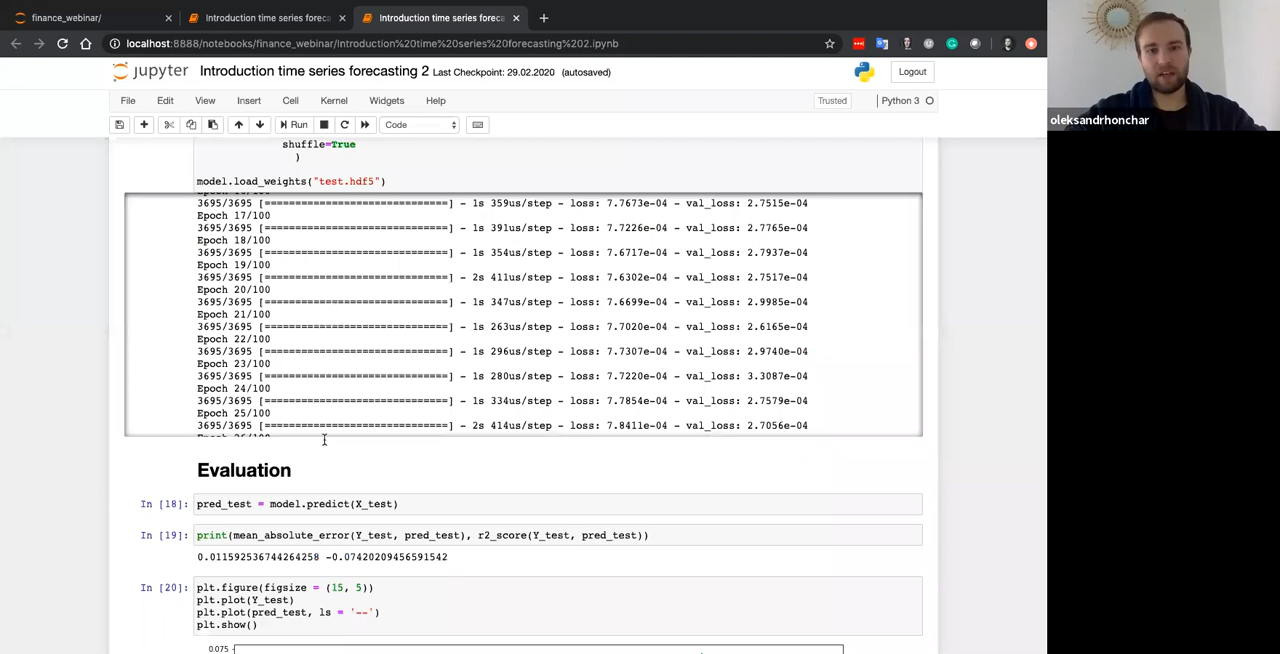 finance_webinar/
Introduction time series foreca
Introduction time series foreca
localhost:8888/notebooks/finance_webinar/Introduction%20time%20series%20forecasting%202.ipynb
jupyter Introduction time series forecasting 2 Last Checkpoint: 29.02.2020 (autosaved)
Logout
File Edit View Insert Cell Kernel Widgets Help
Trusted
Python 3
Run
Code
oleksandrhonchar
shuffle=True
)
model.load_weights("test.hdf5")
3695/3695 [==============================] - 1s 359us/step - loss: 7.7673e-04 - val_loss: 2.7515e-04
Epoch 17/100
3695/3695 [==============================] - 1s 391us/step - loss: 7.7226e-04 - val_loss: 2.7765e-04
Epoch 18/100
3695/3695 [==============================] - 1s 354us/step - loss: 7.6717e-04 - val_loss: 2.7937e-04
Epoch 19/100
3695/3695 [==============================] - 2s 411us/step - loss: 7.6302e-04 - val_loss: 2.7517e-04
Epoch 20/100
3695/3695 [==============================] - 1s 347us/step - loss: 7.6699e-04 - val_loss: 2.9985e-04
Epoch 21/100
3695/3695 [==============================] - 1s 263us/step - loss: 7.7020e-04 - val_loss: 2.6165e-04
Epoch 22/100
3695/3695 [==============================] - 1s 296us/step - loss: 7.7307e-04 - val_loss: 2.9740e-04
Epoch 23/100
3695/3695 [==============================] - 1s 280us/step - loss: 7.7220e-04 - val_loss: 3.3087e-04
Epoch 24/100
3695/3695 [==============================] - 1s 334us/step - loss: 7.7854e-04 - val_loss: 2.7579e-04
Epoch 25/100
3695/3695 [==============================] - 2s 414us/step - loss: 7.8411e-04 - val_loss: 2.7056e-04
Evaluation
In [18]: pred_test = model.predict(X_test)
In [19]: print(mean_absolute_error(Y_test, pred_test), r2_score(Y_test, pred_test))
0.011592536744264258 -0.07420209456591542
In [20]: plt.figure(figsize = (15, 5))
plt.plot(Y_test)
plt.plot(pred_test, ls = '--')
plt.show()
0.075